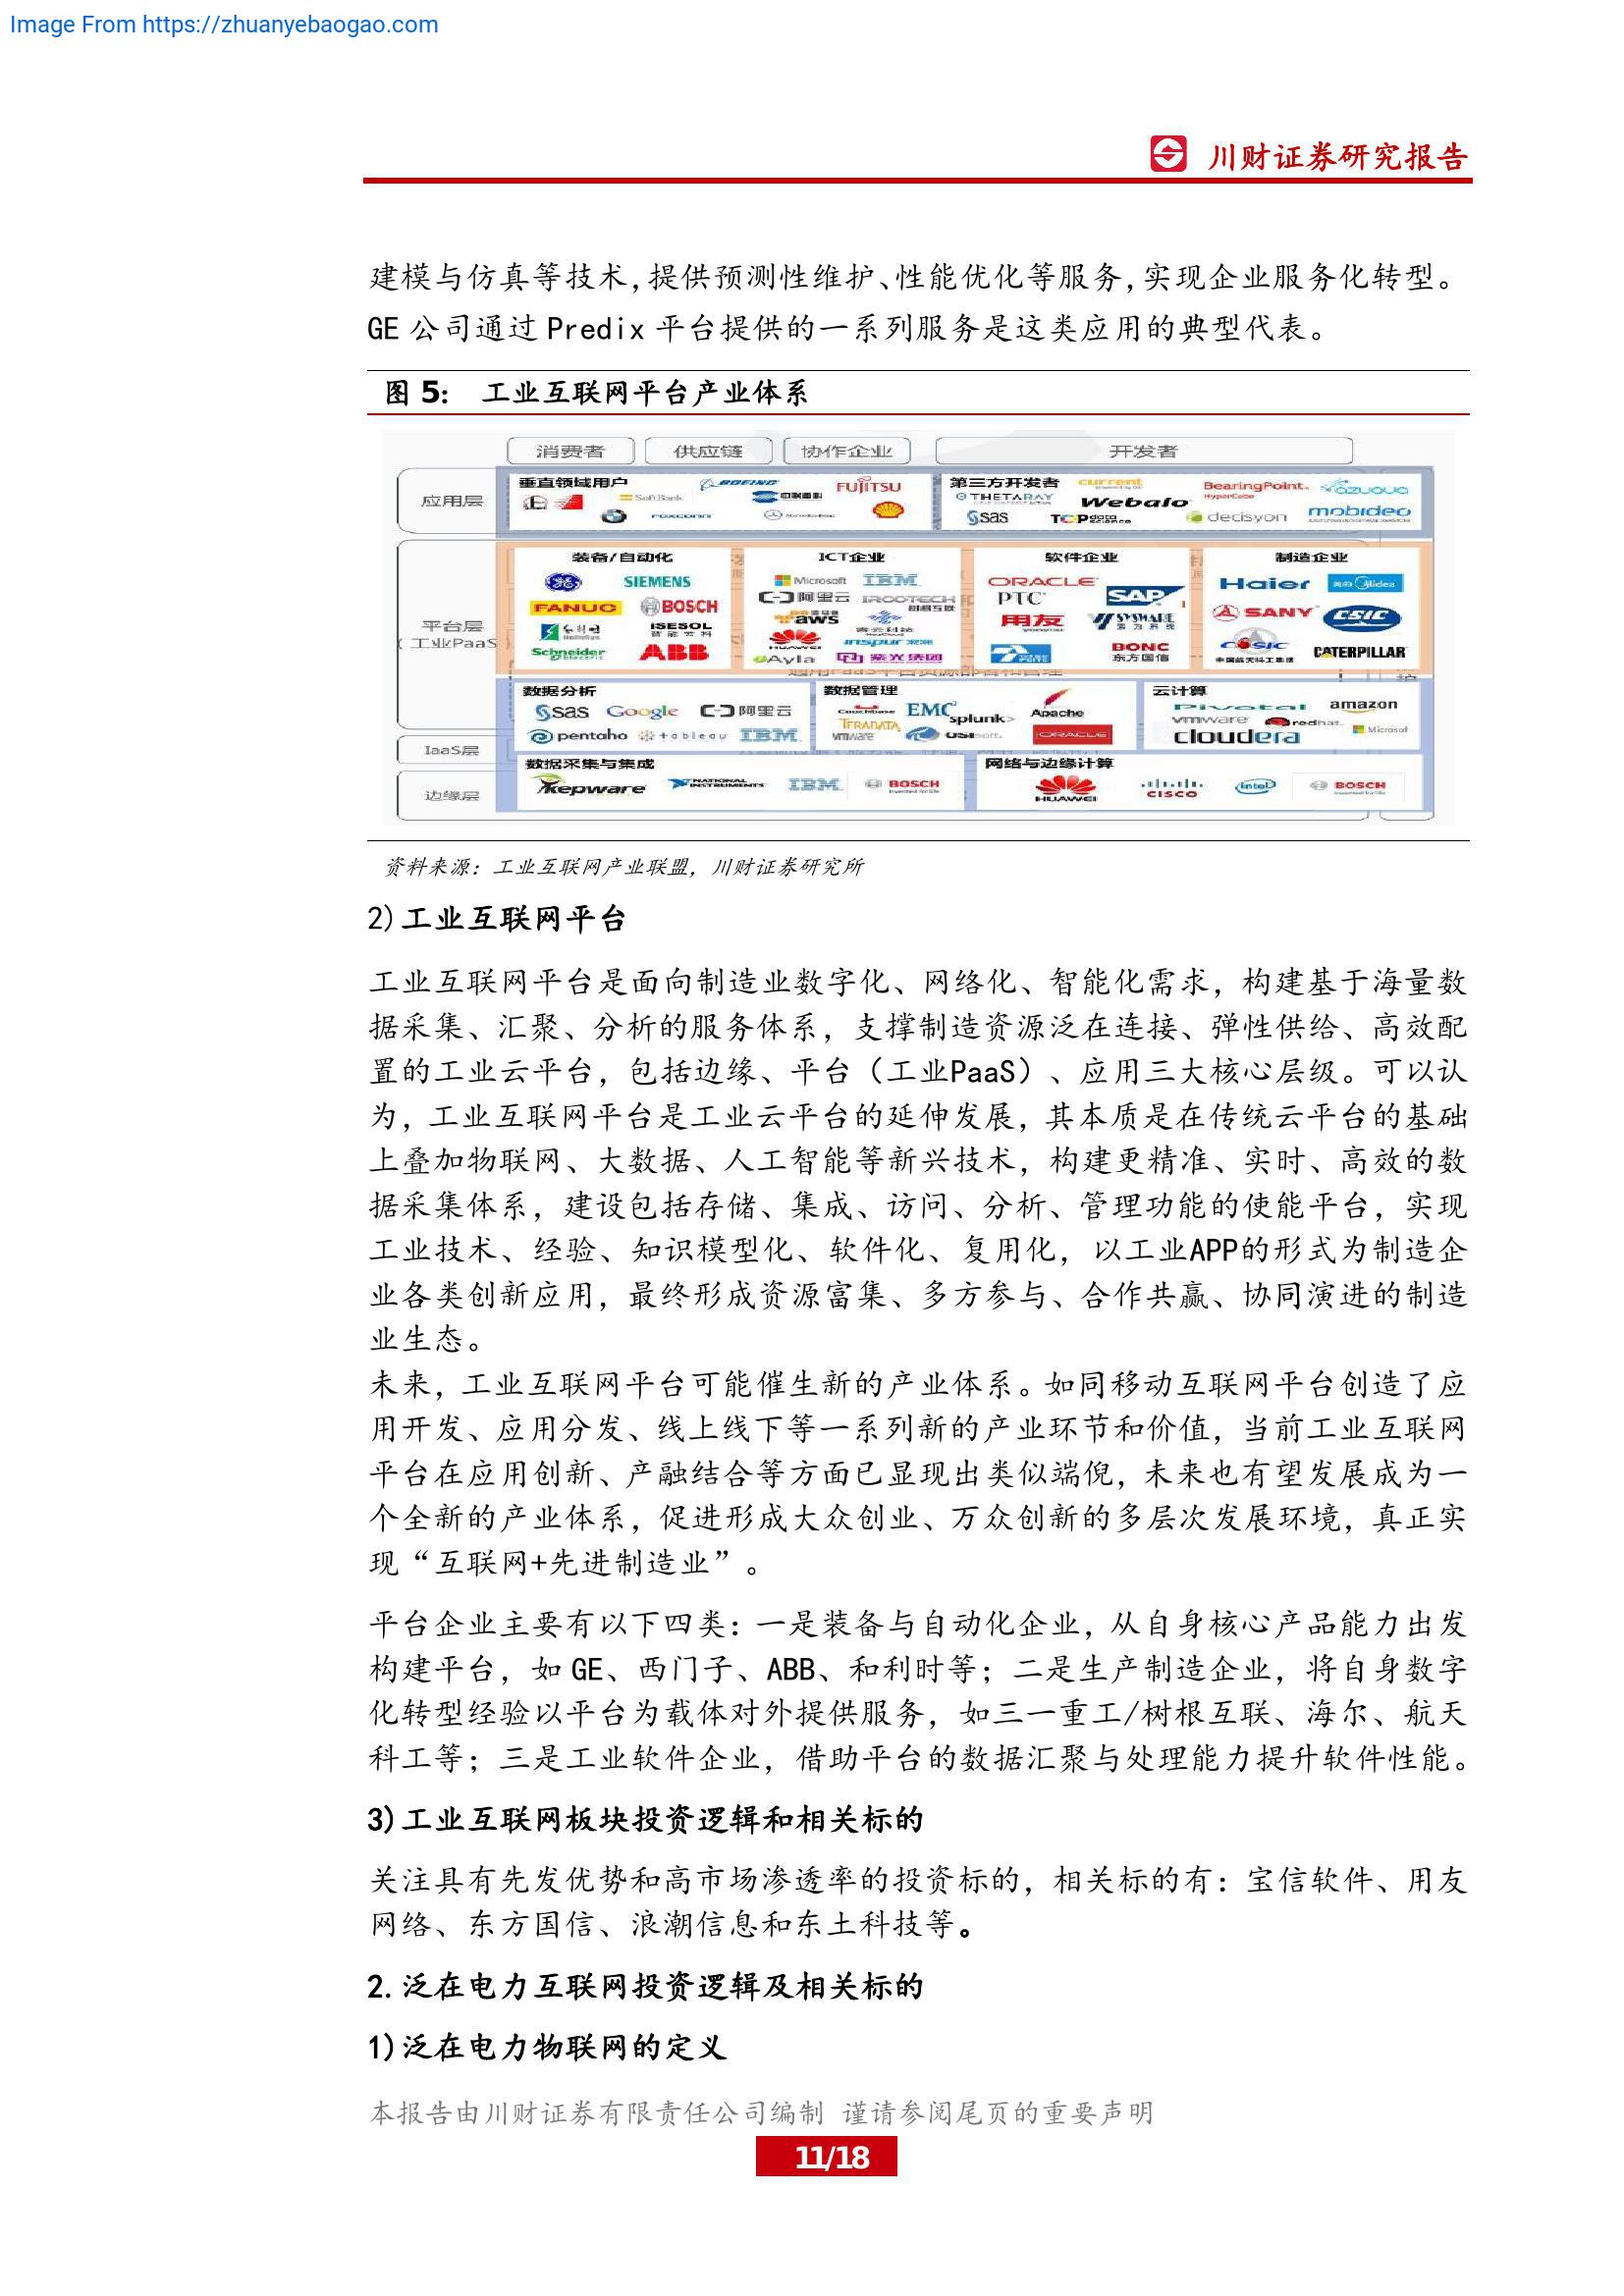 Image From https://zhuanyebaogao.com
川财证券研究报告
建模与仿真等技术,提供预测性维护、性能优化等服务,实现企业服务化转型。
GE 公司通过 Predix 平台提供的一系列服务是这类应用的典型代表。
图 5: 工业互联网平台产业体系
消费者 供应链 协作企业 开发者
应用层
垂直领域用户
BOEING FUJITSU
SoftBank
FOXCONN
第三方开发者
current BearingPoint. azuqua
HyperCube
THETARAY Webalo
sas TCP data science decisyon mobideo
平台层
(工业PaaS
装备/自动化
SIEMENS
FANUC BOSCH
ISESOL
Schneider Electric ABB
ICT企业
Microsoft IBM
阿里云 IROOTECH
树根互联
aws
HUAWEI inspur 浪潮
Ayla 紫光集团
软件企业
ORACLE
PTC SAP
用友 SYSWARE
BONC
东方国信
制造企业
Haier Midea
SANY CSIC
CASIC
CATERPILLAR
数据分析
sas Google 阿里云
pentaho tableau IBM
数据管理
Couchbase EMC splunk> Apache
TERADATA
vmware OSIsoft. ORACLE
云计算
Pivotal amazon
vmware redhat.
cloudera Microsoft
IaaS层
边缘层
数据采集与集成
kepware NATIONAL INSTRUMENTS IBM BOSCH
网络与边缘计算
HUAWEI CISCO intel BOSCH
资料来源: 工业互联网产业联盟, 川财证券研究所
2)工业互联网平台
工业互联网平台是面向制造业数字化、网络化、智能化需求, 构建基于海量数
据采集、汇聚、分析的服务体系, 支撑制造资源泛在连接、弹性供给、高效配
置的工业云平台, 包括边缘、平台（工业PaaS）、应用三大核心层级。可以认
为, 工业互联网平台是工业云平台的延伸发展, 其本质是在传统云平台的基础
上叠加物联网、大数据、人工智能等新兴技术, 构建更精准、实时、高效的数
据采集体系, 建设包括存储、集成、访问、分析、管理功能的使能平台, 实现
工业技术、经验、知识模型化、软件化、复用化, 以工业APP的形式为制造企
业各类创新应用, 最终形成资源富集、多方参与、合作共赢、协同演进的制造
业生态。
未来, 工业互联网平台可能催生新的产业体系。如同移动互联网平台创造了应
用开发、应用分发、线上线下等一系列新的产业环节和价值, 当前工业互联网
平台在应用创新、产融结合等方面已显现出类似端倪, 未来也有望发展成为一
个全新的产业体系, 促进形成大众创业、万众创新的多层次发展环境, 真正实
现“互联网+先进制造业”。
平台企业主要有以下四类: 一是装备与自动化企业, 从自身核心产品能力出发
构建平台, 如 GE、西门子、ABB、和利时等; 二是生产制造企业, 将自身数字
化转型经验以平台为载体对外提供服务, 如三一重工/树根互联、海尔、航天
科工等; 三是工业软件企业, 借助平台的数据汇聚与处理能力提升软件性能。
3)工业互联网板块投资逻辑和相关标的
关注具有先发优势和高市场渗透率的投资标的, 相关标的有: 宝信软件、用友
网络、东方国信、浪潮信息和东土科技等。
2.泛在电力互联网投资逻辑及相关标的
1)泛在电力物联网的定义
本报告由川财证券有限责任公司编制 谨请参阅尾页的重要声明
11/18